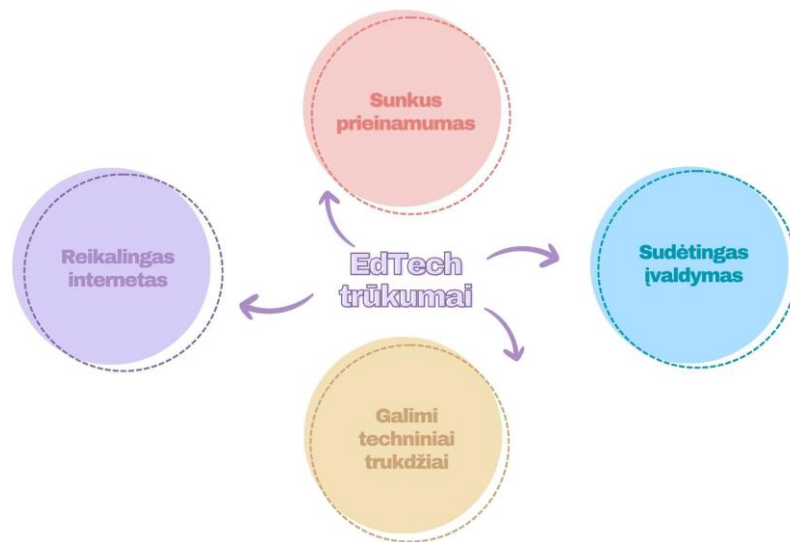 Sunkus
prieinamumas
Reikalingas
internetas
EdTech
trūkumai
Sudėtingas
įvaldymas
Galimi
techniniai
trukdžiai